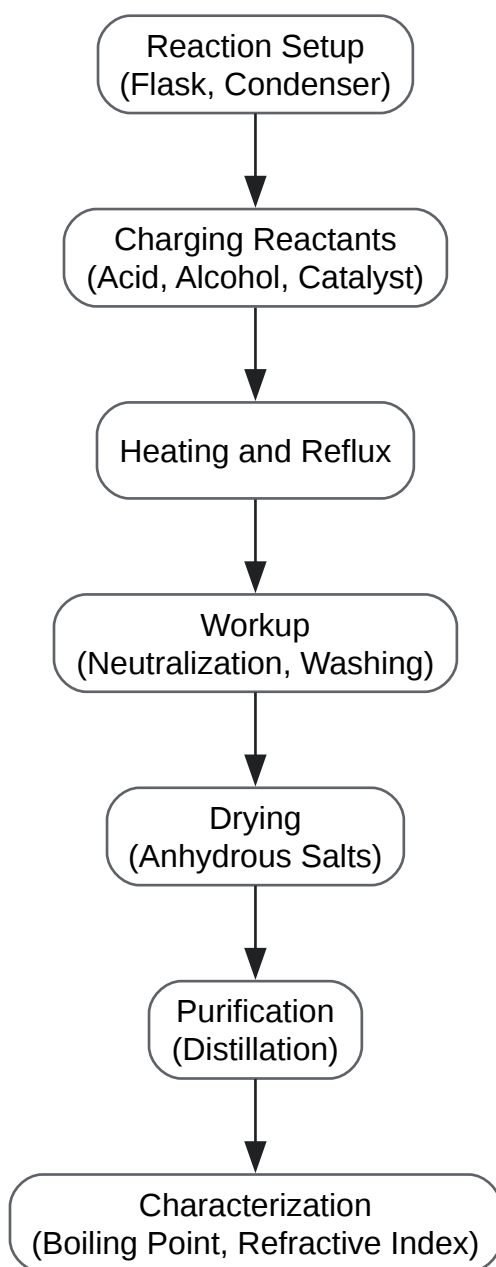 Reaction Setup
(Flask, Condenser)
Charging Reactants
(Acid, Alcohol, Catalyst)
Heating and Reflux
Workup
(Neutralization, Washing)
Drying
(Anhydrous Salts)
Purification
(Distillation)
Characterization
(Boiling Point, Refractive Index)